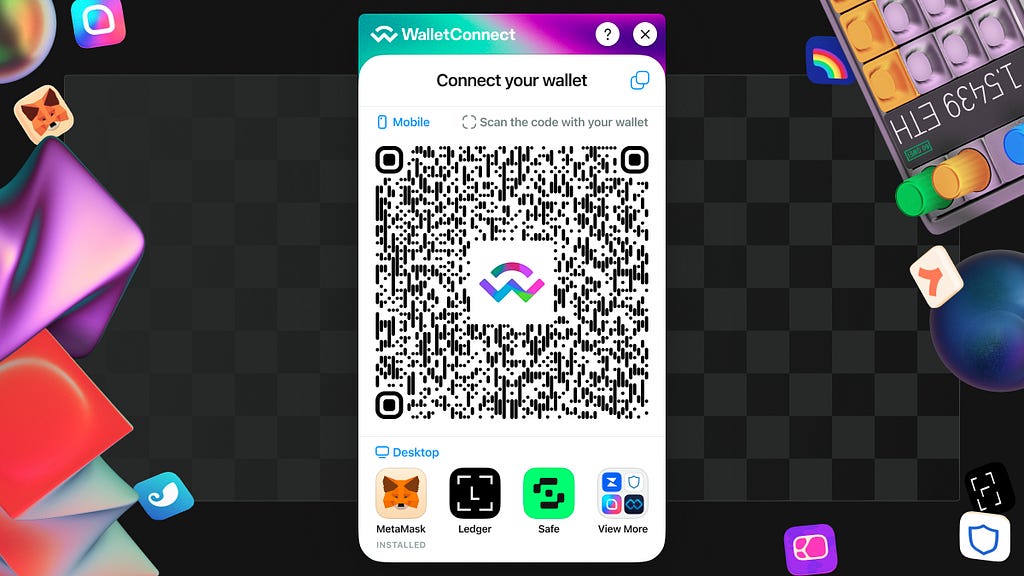 WalletConnect
?
Connect your wallet
Mobile
Scan the code with your wallet
Desktop
MetaMask
Ledger
Safe
View More
INSTALLED
1.5439 ETH